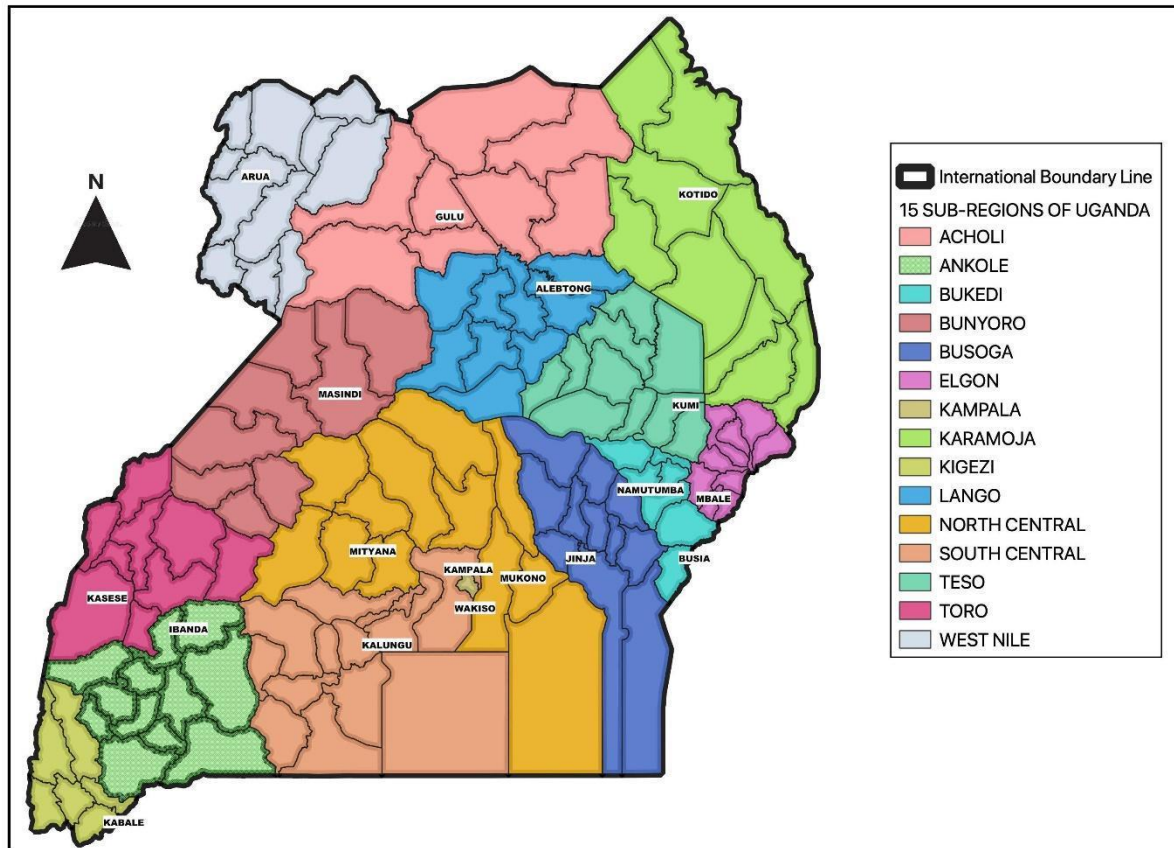 ARUA
N
KOTIDO
GULU
ALEBTONG
MASINDI
KUMI
NAMUTUMBA
MBALE
MITYANA
JINJA
BUSIA
KAMPALA
MUKONO
KASESE
WAKISO
IBANDA
KALUNGU
KABALE
International Boundary Line
15 SUB-REGIONS OF UGANDA
ACHOLI
ANKOLE
BUKEDI
BUNYORO
BUSOGA
ELGON
KAMPALA
KARAMOJA
KIGEZI
LANGO
NORTH CENTRAL
SOUTH CENTRAL
TESO
TORO
WEST NILE